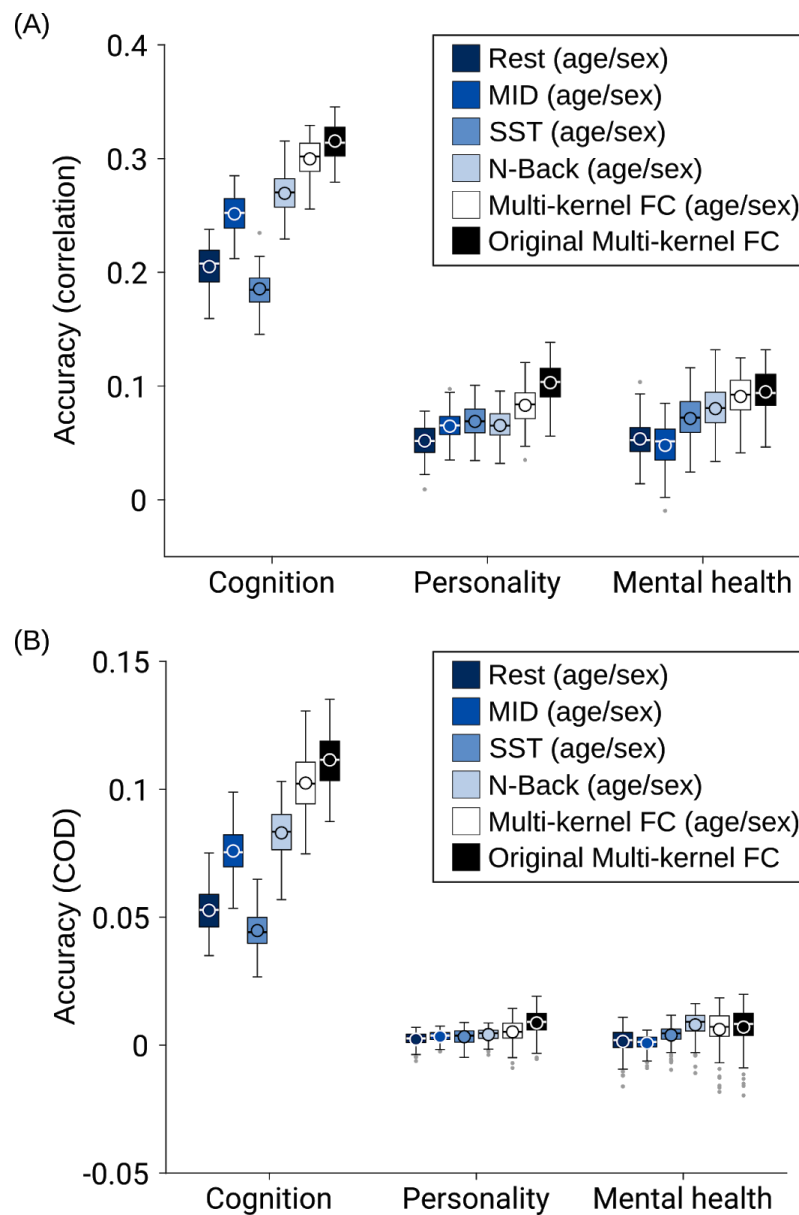 (A)
Accuracy (correlation)
0.4
0.3
0.2
0.1
0
Rest (age/sex)
MID (age/sex)
SST (age/sex)
N-Back (age/sex)
Multi-kernel FC (age/sex)
Original Multi-kernel FC
Cognition Personality Mental health
(B)
Accuracy (COD)
0.15
0.1
0.05
0
-0.05
Rest (age/sex)
MID (age/sex)
SST (age/sex)
N-Back (age/sex)
Multi-kernel FC (age/sex)
Original Multi-kernel FC
Cognition Personality Mental health